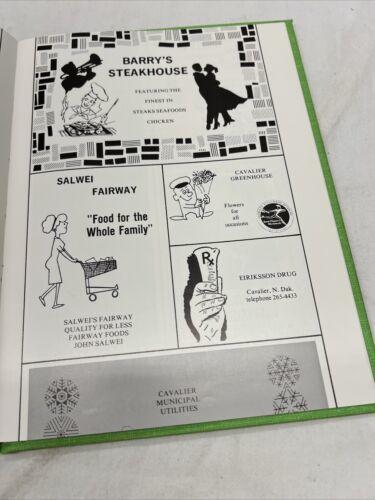 BARRY'S
STEAKHOUSE
FEATURING THE
FINEST IN
STEAKS SEAFOODS
CHICKEN
SALWEI
FAIRWAY
"Food for the
Whole Family"
SALWEI'S FAIRWAY
QUALITY FOR LESS
FAIRWAY FOODS
JOHN SALWEI
CAVALIER
GREENHOUSE
Flowers
for
all
occasions
Rx
EIRIKSSON DRUG
Cavalier, N. Dak.
telephone 265-4433
CAVALIER
MUNICIPAL
UTILITIES